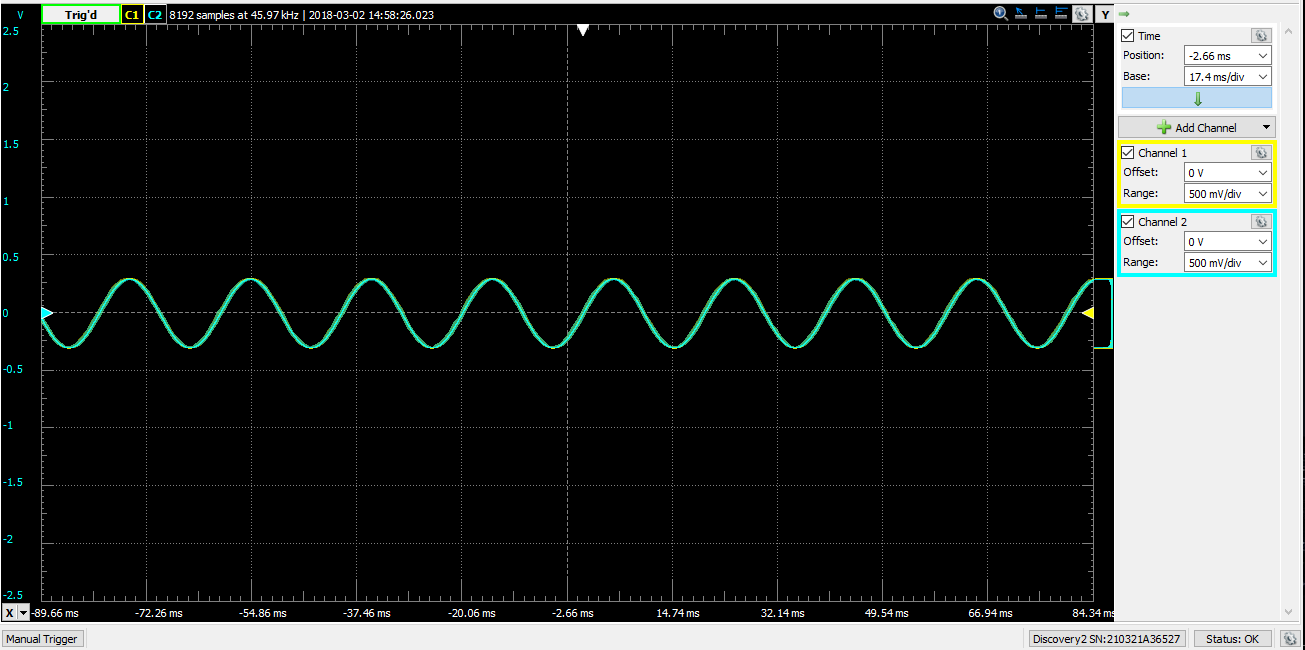 V Trig'd C1 C2 8192 samples at 45.97 kHz | 2018-03-02 14:58:26.023 Y
2.5
2
1.5
1
0.5
0
-0.5
-1
-1.5
-2
-2.5
X -89.66 ms -72.26 ms -54.86 ms -37.46 ms -20.06 ms -2.66 ms 14.74 ms 32.14 ms 49.54 ms 66.94 ms 84.34 ms
Time
Position: -2.66 ms
Base: 17.4 ms/div
Add Channel
Channel 1
Offset: 0 V
Range: 500 mV/div
Channel 2
Offset: 0 V
Range: 500 mV/div
Manual Trigger Discovery2 SN:210321A36527 Status: OK